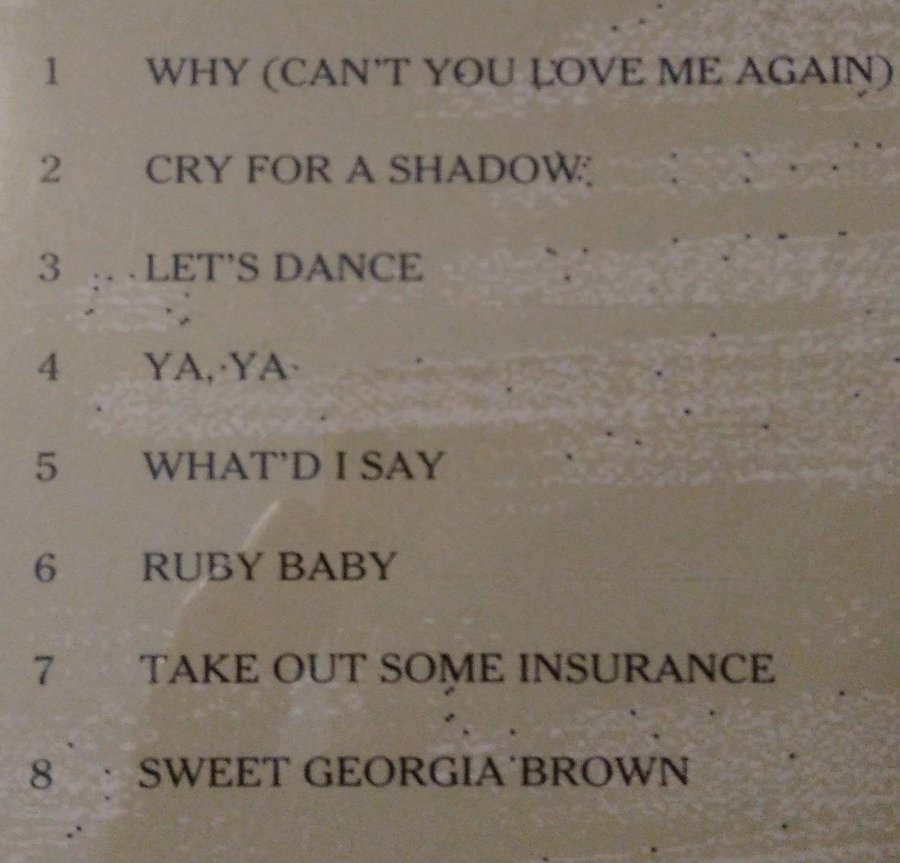 1 WHY (CAN'T YOU LOVE ME AGAIN)
2 CRY FOR A SHADOW
3 LET'S DANCE
4 YA, YA
5 WHAT'D I SAY
6 RUBY BABY
7 TAKE OUT SOME INSURANCE
8 SWEET GEORGIA BROWN